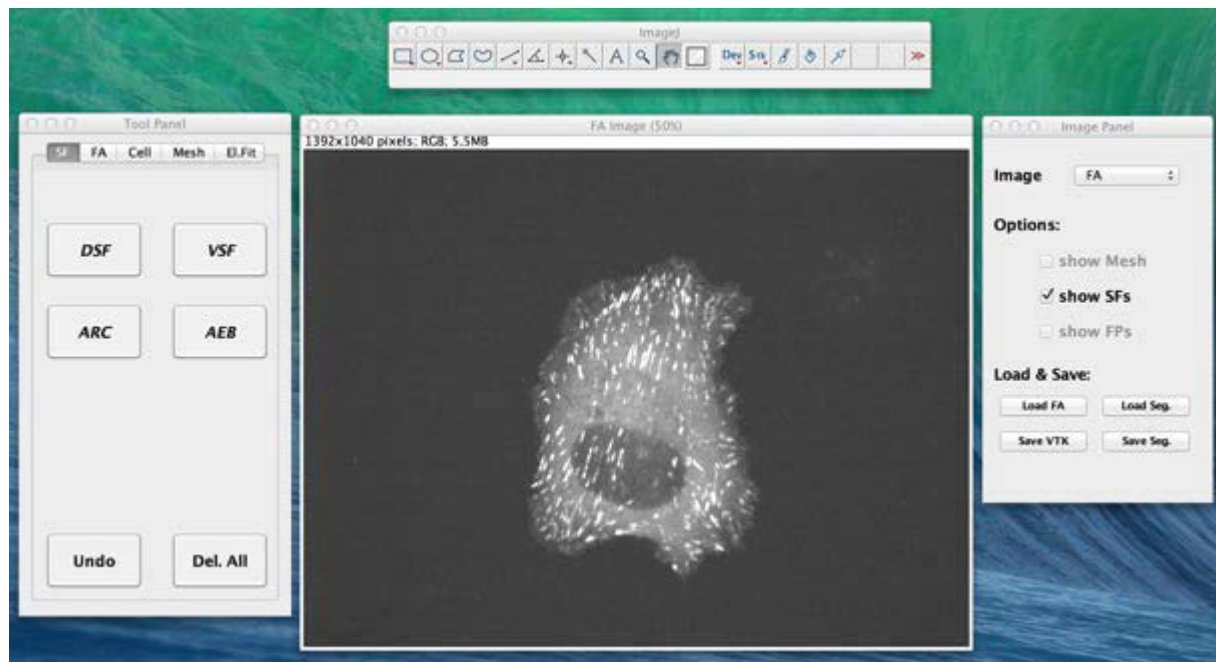 ImageJ
A Dev Stk >>
Tool Panel
SF FA Cell Mesh El.Fit
DSF VSF
ARC AEB
Undo Del. All
FA Image (50%)
1392x1040 pixels; RGB; 5.5MB
Image Panel
Image FA
Options:
show Mesh
show SFs
show FPs
Load & Save:
Load FA Load Seg.
Save VTK Save Seg.